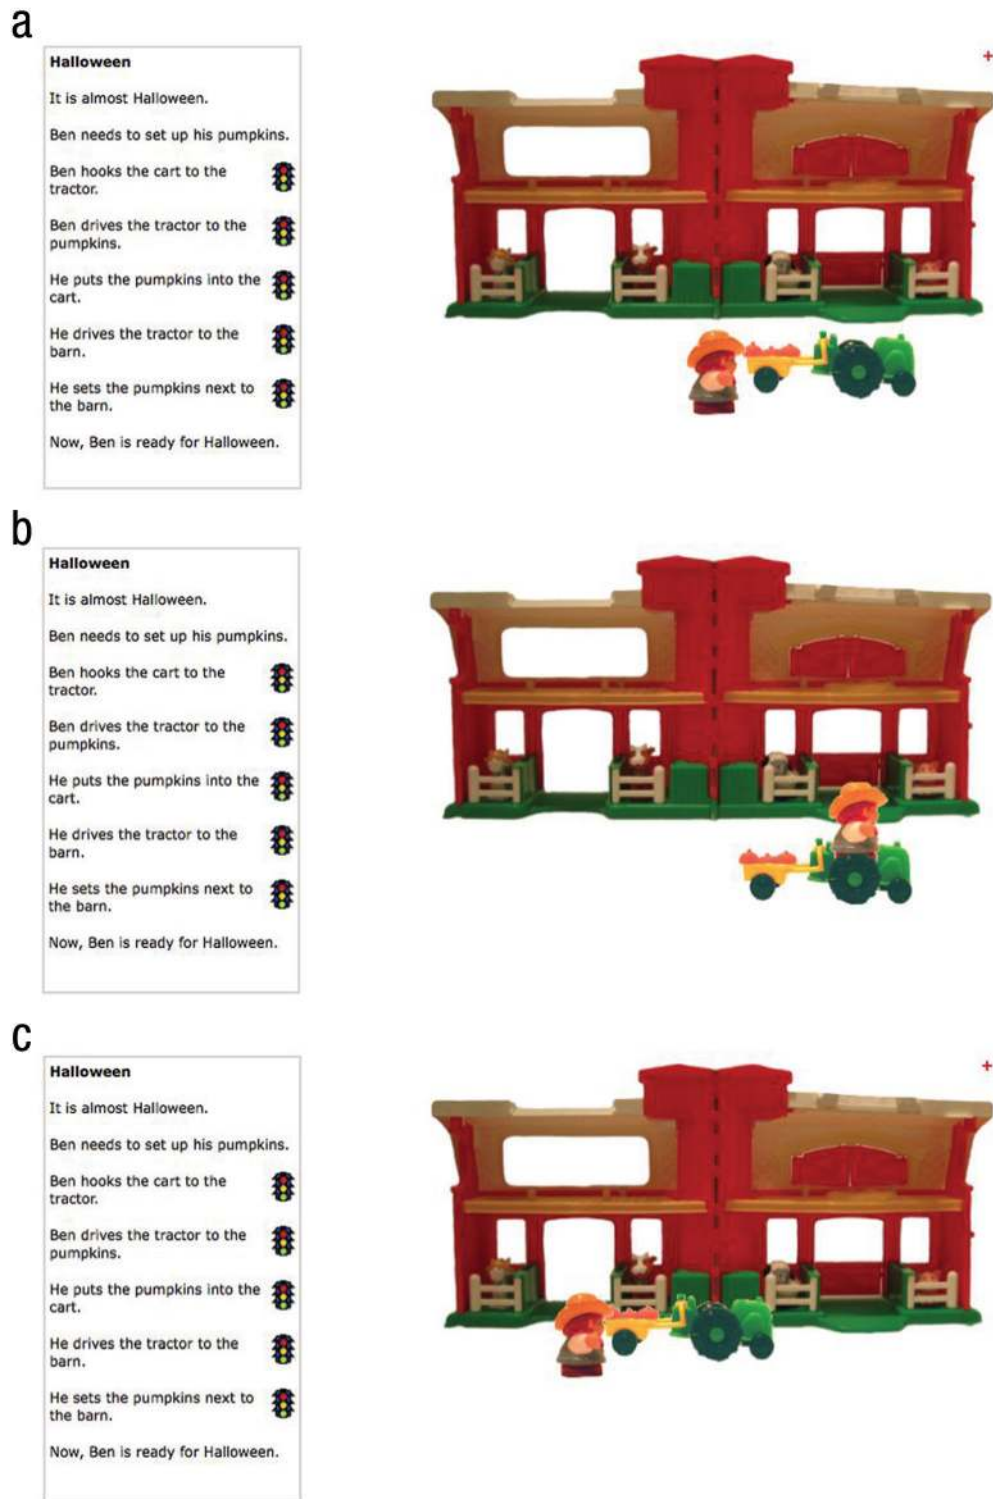 a
Halloween
It is almost Halloween.
Ben needs to set up his pumpkins.
Ben hooks the cart to the
tractor.
Ben drives the tractor to the
pumpkins.
He puts the pumpkins into the
cart.
He drives the tractor to the
barn.
He sets the pumpkins next to
the barn.
Now, Ben is ready for Halloween.
b
Halloween
It is almost Halloween.
Ben needs to set up his pumpkins.
Ben hooks the cart to the
tractor.
Ben drives the tractor to the
pumpkins.
He puts the pumpkins into the
cart.
He drives the tractor to the
barn.
He sets the pumpkins next to
the barn.
Now, Ben is ready for Halloween.
c
Halloween
It is almost Halloween.
Ben needs to set up his pumpkins.
Ben hooks the cart to the
tractor.
Ben drives the tractor to the
pumpkins.
He puts the pumpkins into the
cart.
He drives the tractor to the
barn.
He sets the pumpkins next to
the barn.
Now, Ben is ready for Halloween.